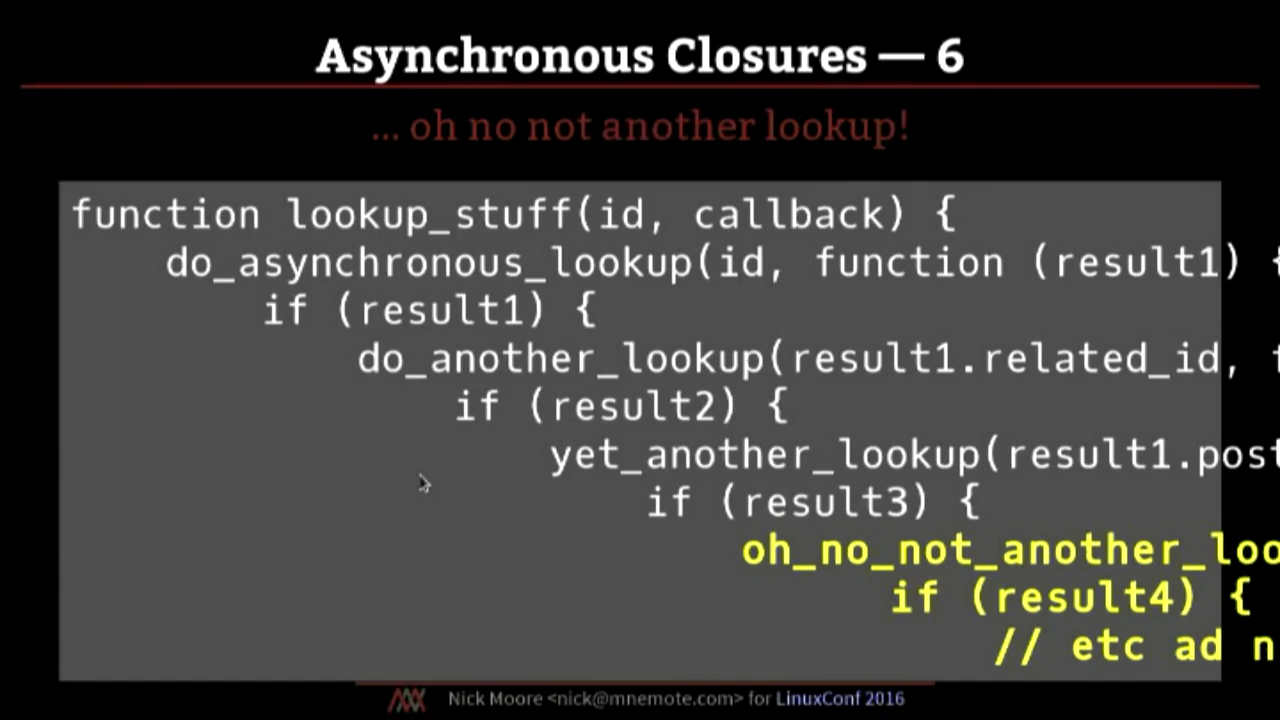 Asynchronous Closures — 6
... oh no not another lookup!
function lookup_stuff(id, callback) {
do_asynchronous_lookup(id, function (result1) {
if (result1) {
do_another_lookup(result1.related_id,
if (result2) {
yet_another_lookup(result1.post
if (result3) {
oh_no_not_another_loo
if (result4) {
// etc ad n
Nick Moore <nick@mnemote.com> for LinuxConf 2016